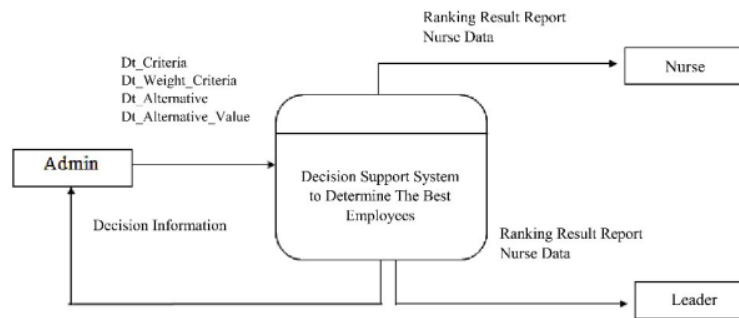 Ranking Result Report
Nurse Data
Nurse
Dt_Criteria
Dt_Weight_Criteria
Dt_Alternative
Dt_Alternative_Value
Admin
Decision Support System
to Determine The Best
Employees
Decision Information
Ranking Result Report
Nurse Data
Leader